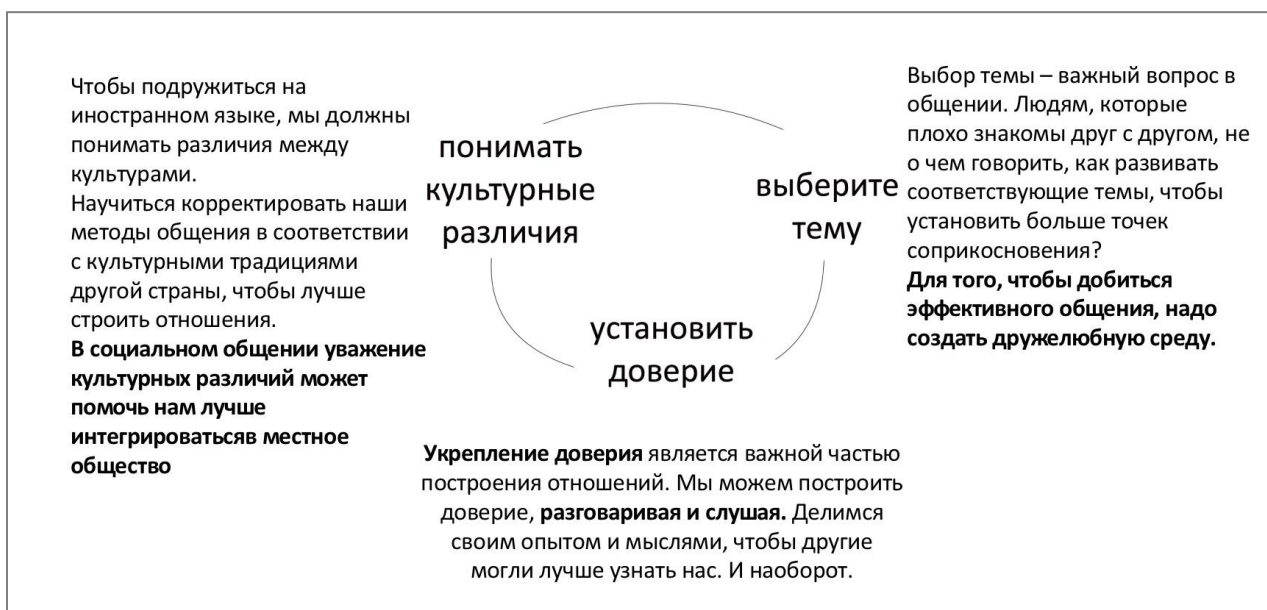 Чтобы подружиться на
иностранном языке, мы должны
понимать различия между
культурами.
Научиться корректировать наши
методы общения в соответствии
с культурными традициями
другой страны, чтобы лучше
строить отношения.
В социальном общении уважение
культурных различий может
помочь нам лучше
интегрироватьсяв местное
общество
понимать
культурные
различия
выберите
тему
Выбор темы – важный вопрос в
общении. Людям, которые
плохо знакомы друг с другом, не
о чем говорить, как развивать
соответствующие темы, чтобы
установить больше точек
соприкосновения?
Для того, чтобы добиться
эффективного общения, надо
создать дружелюбную среду.
установить
доверие
Укрепление доверия является важной частью
построения отношений. Мы можем построить
доверие, разговаривая и слушая. Делимся
своим опытом и мыслями, чтобы другие
могли лучше узнать нас. И наоборот.